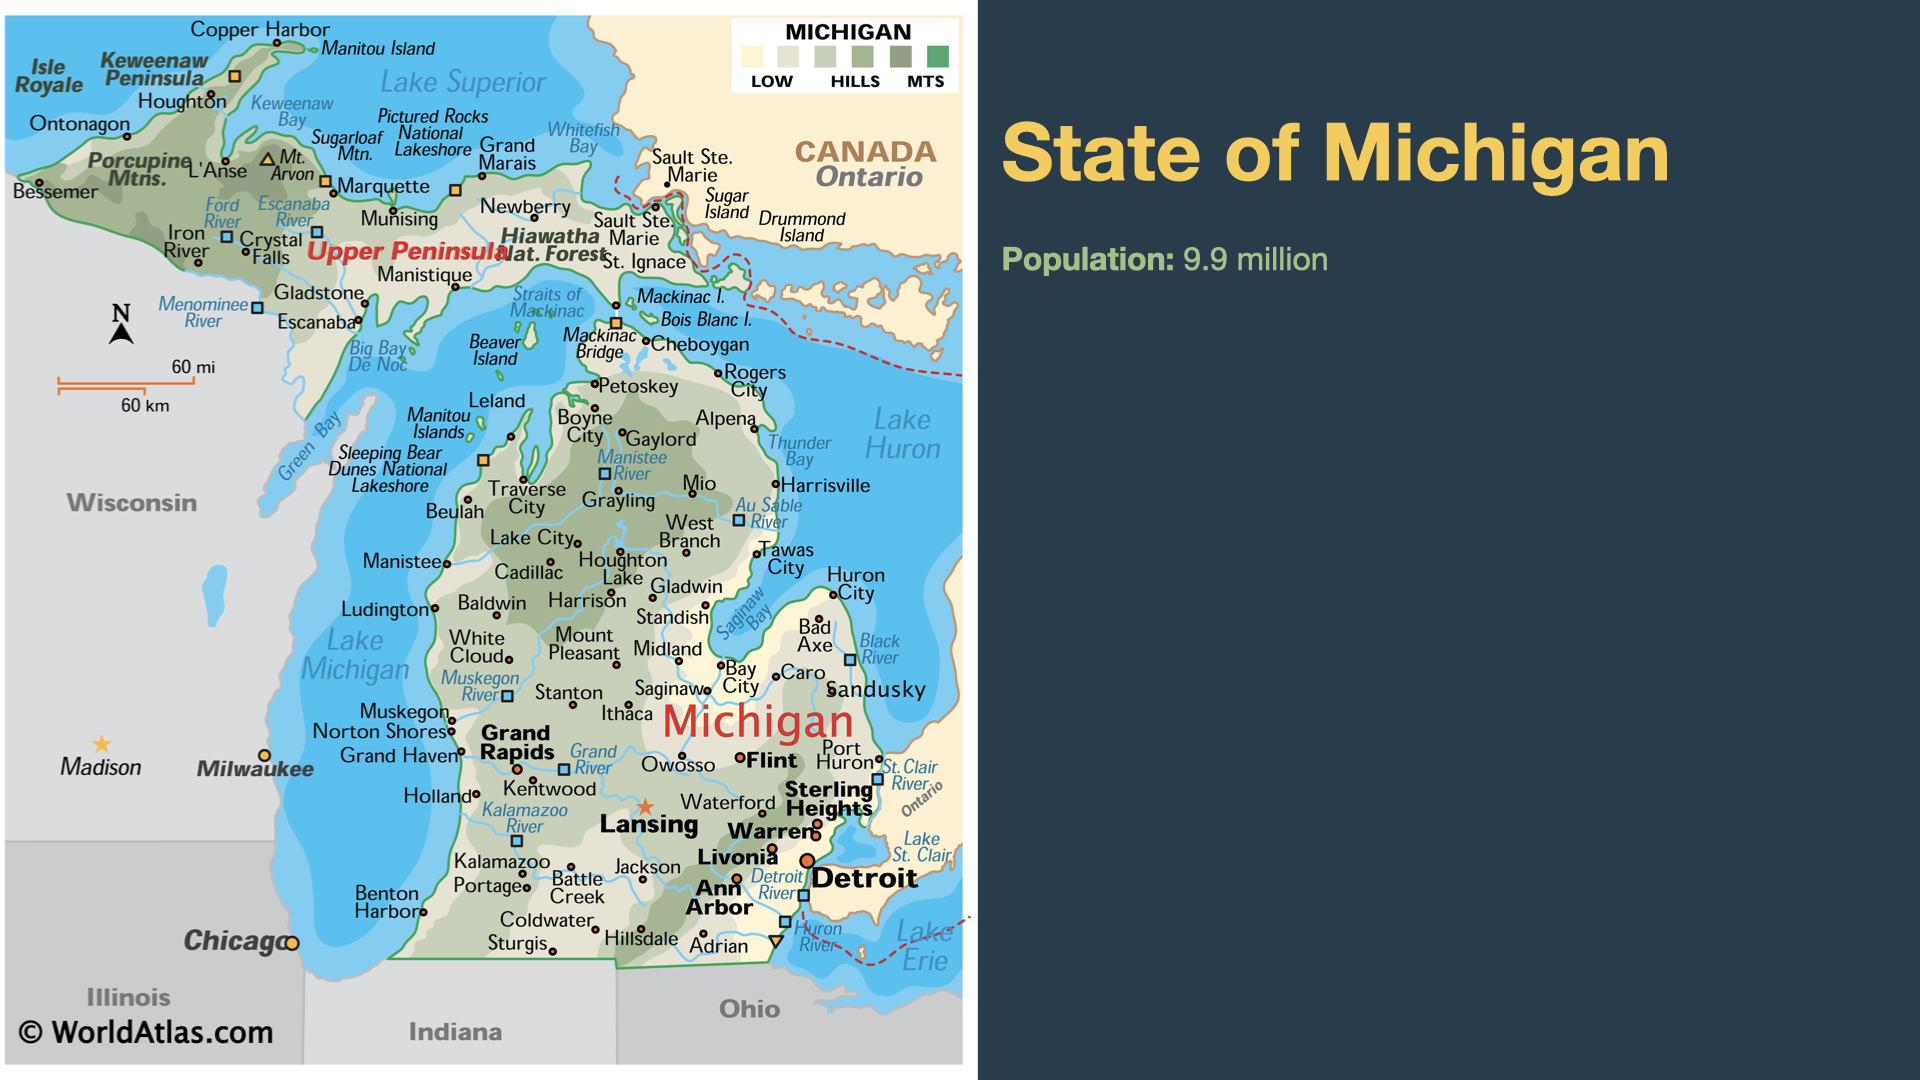 Copper Harbor
Manitou Island
Isle
Royale
Keweenaw
Peninsula
Houghton
Ontonagon
Keweenaw
Bay
Lake Superior
Pictured Rocks
National
Lakeshore
Sugarloaf
Mtn.
Grand
Marais
Whitefish
Bay
MICHIGAN
LOW
HILLS
MTS
CANADA
Ontario
Sault Ste.
Marie
Sugar
Island
Drummond
Island
Porcupine
Mtns.
L'Anse
Mt.
Arvon
Marquette
Bessemer
Ford
River
Escanaba
River
Munising
Newberry
Sault Ste.
Marie
Iron
River
Crystal
Falls
Upper Peninsula
Hiawatha
Nat. Forest
St. Ignace
Manistique
Menominee
River
Gladstone
Escanaba
Straits of
Mackinac
Mackinac I.
Bois Blanc I.
Mackinac
Bridge
Cheboygan
N
60 mi
60 km
Big Bay
De Noc
Beaver
Island
Rogers
City
Petoskey
Leland
Manitou
Islands
Boyne
City
Gaylord
Alpena
Lake
Huron
Thunder
Bay
Green Bay
Sleeping Bear
Dunes National
Lakeshore
Manistee
River
Wisconsin
Traverse
City
Grayling
Mio
Harrisville
Beulah
Au Sable
River
West
Branch
Lake City
Manistee
Cadillac
Houghton
Lake
Tawas
City
Gladwin
Huron
City
Ludington
Baldwin
Harrison
Standish
Saginaw
Bay
Lake
Michigan
White
Cloud
Mount
Pleasant
Midland
Bad
Axe
Black
River
Muskegon
River
Stanton
Saginaw
Bay
City
Caro
Sandusky
Ithaca
Michigan
Muskegon
Norton Shores
Grand Haven
Grand
Rapids
Grand
River
Owosso
Flint
Port
Huron
St. Clair
River
Ontario
Madison
Milwaukee
Kentwood
Holland
Kalamazoo
River
Lansing
Waterford
Sterling
Heights
Warren
Livonia
Lake
St. Clair
Kalamazoo
Portage
Battle
Creek
Jackson
Ann
Arbor
Detroit
River
Detroit
Benton
Harbor
Coldwater
Sturgis
Hillsdale
Adrian
Huron
River
Lake
Erie
Chicago
Illinois
Indiana
Ohio
© WorldAtlas.com
State of Michigan
Population: 9.9 million